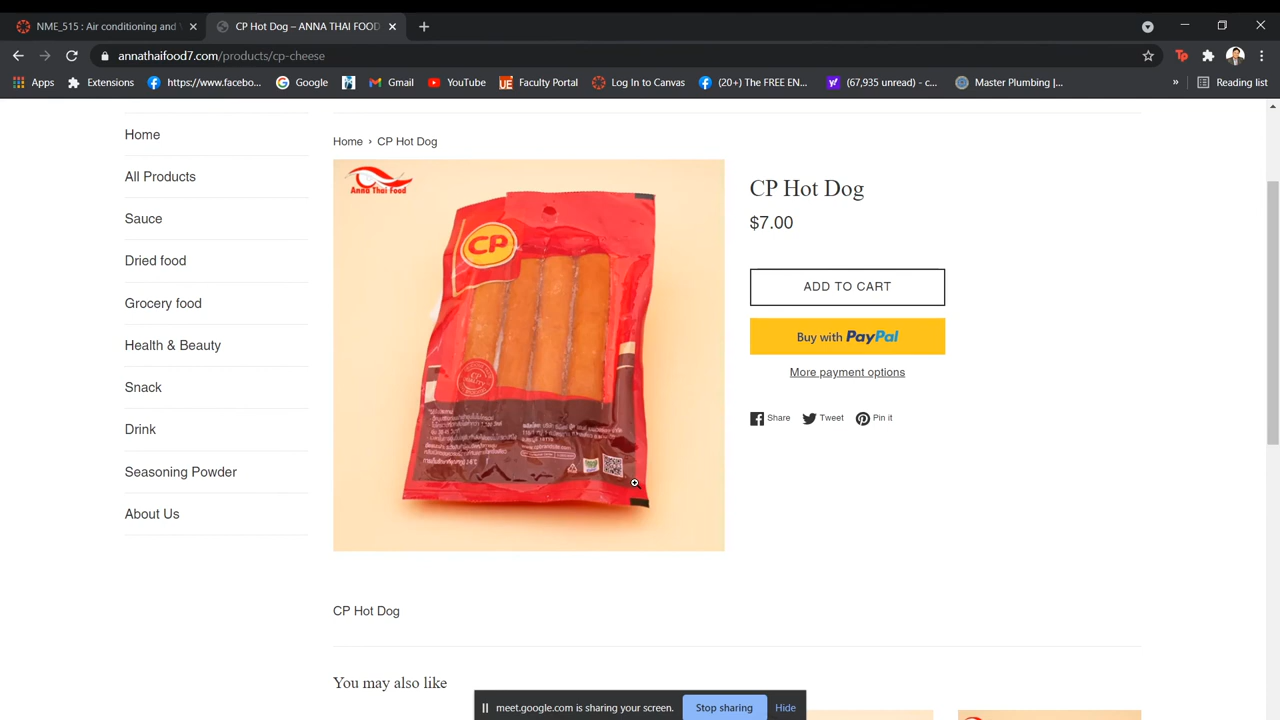 NME_515 : Air conditioning and
CP Hot Dog – ANNA THAI FOOD
annathaifood7.com/products/cp-cheese
Apps
Extensions
https://www.facebo...
Google
Gmail
YouTube
UE
Faculty Portal
Log In to Canvas
(20+) The FREE EN...
(67,935 unread) - c...
Master Plumbing |...
»
Reading list
Home
All Products
Sauce
Dried food
Grocery food
Health & Beauty
Snack
Drink
Seasoning Powder
About Us
Home › CP Hot Dog
Anna Thai Food
CP
CP Hot Dog
$7.00
ADD TO CART
Buy with PayPal
More payment options
Share
Tweet
Pin it
CP Hot Dog
You may also like
meet.google.com is sharing your screen.
Stop sharing
Hide